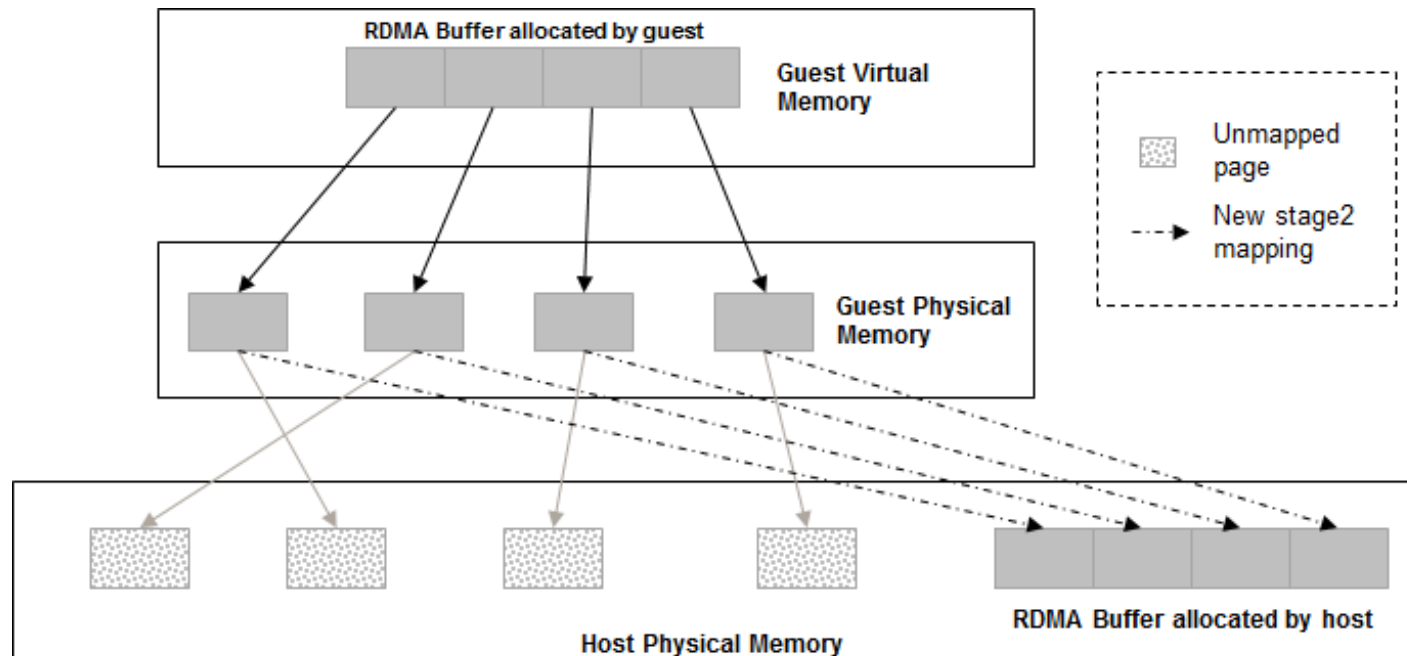 RDMA Buffer allocated by guest
Guest Virtual
Memory
Unmapped
page
New stage2
mapping
Guest Physical
Memory
RDMA Buffer allocated by host
Host Physical Memory